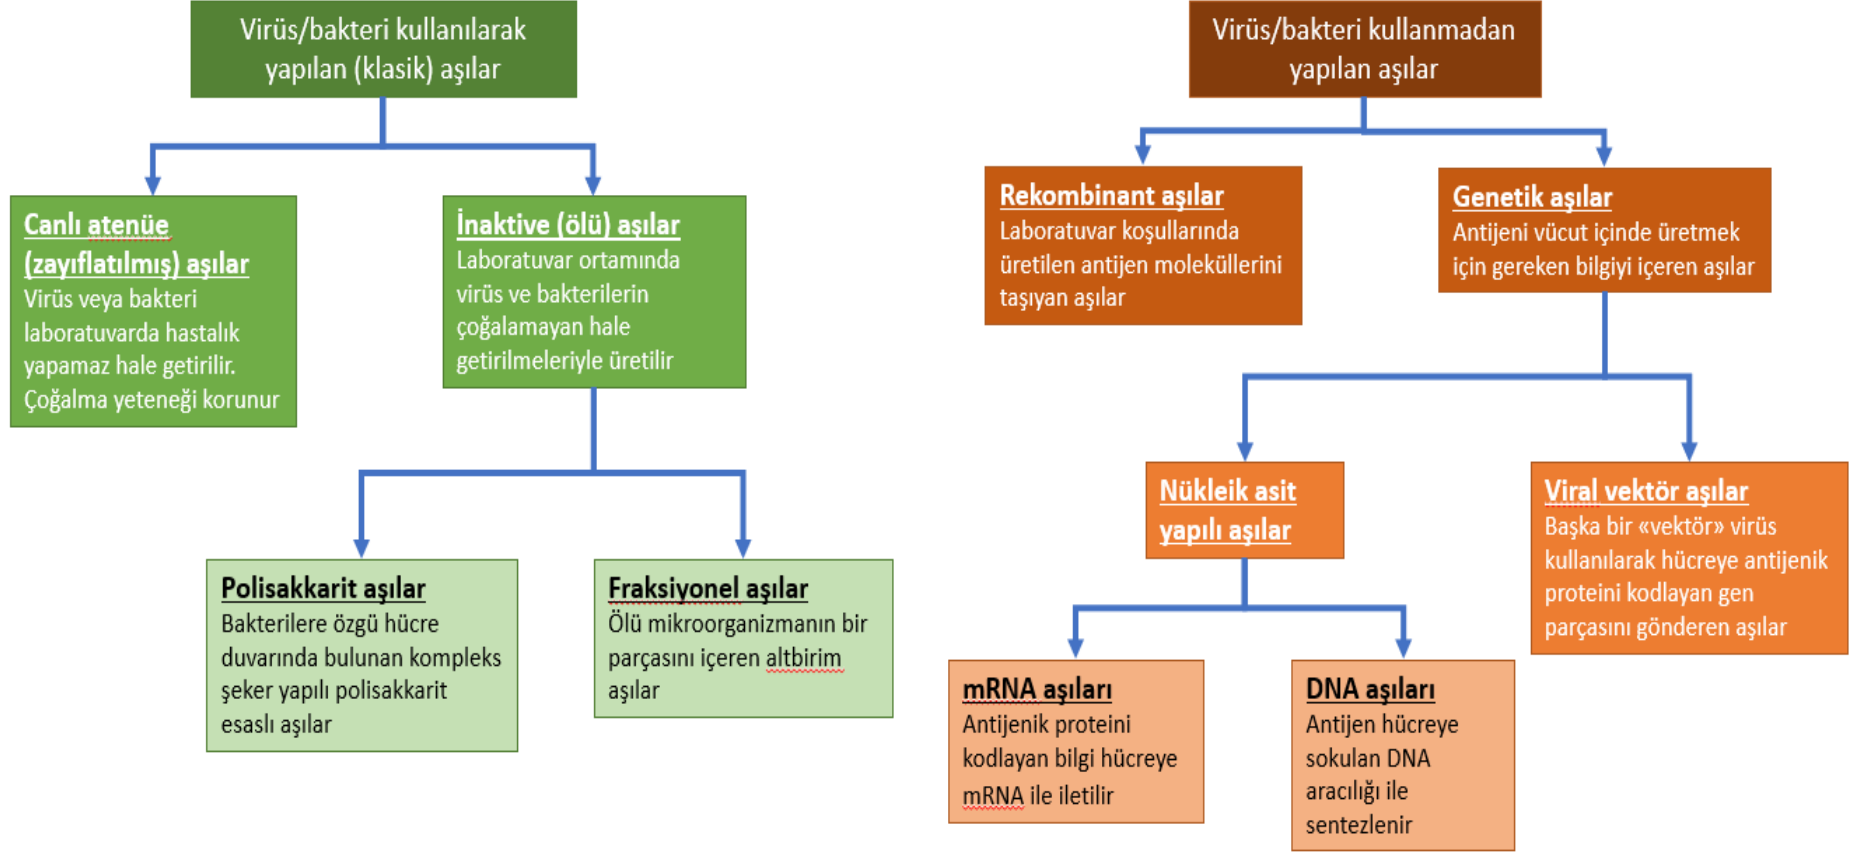 Virüs/bakteri kullanılarak
yapılan (klasik) aşılar
Canlı atenüe
(zayıflatılmış) aşılar
Virüs veya bakteri
laboratuvarda hastalık
yapamaz hale getirilir.
Çoğalma yeteneği korunur
İnaktive (ölü) aşılar
Laboratuvar ortamında
virüs ve bakterilerin
çoğalamayan hale
getirilmeleriyle üretilir
Polisakkarit aşılar
Bakterilere özgü hücre
duvarında bulunan kompleks
şeker yapılı polisakkarit
esaslı aşılar
Fraksiyonel aşılar
Ölü mikroorganizmanın bir
parçasını içeren altbirim
aşılar
Virüs/bakteri kullanmadan
yapılan aşılar
Rekombinant aşılar
Laboratuvar koşullarında
üretilen antijen moleküllerini
taşıyan aşılar
Genetik aşılar
Antijeni vücut içinde üretmek
için gereken bilgiyi içeren aşılar
Nükleik asit
yapılı aşılar
Viral vektör aşılar
Başka bir «vektör» virüs
kullanılarak hücreye antijenik
proteini kodlayan gen
parçasını gönderen aşılar
mRNA aşıları
Antijenik proteini
kodlayan bilgi hücreye
mRNA ile iletilir
DNA aşıları
Antijen hücreye
sokulan DNA
aracılığı ile
sentezlenir